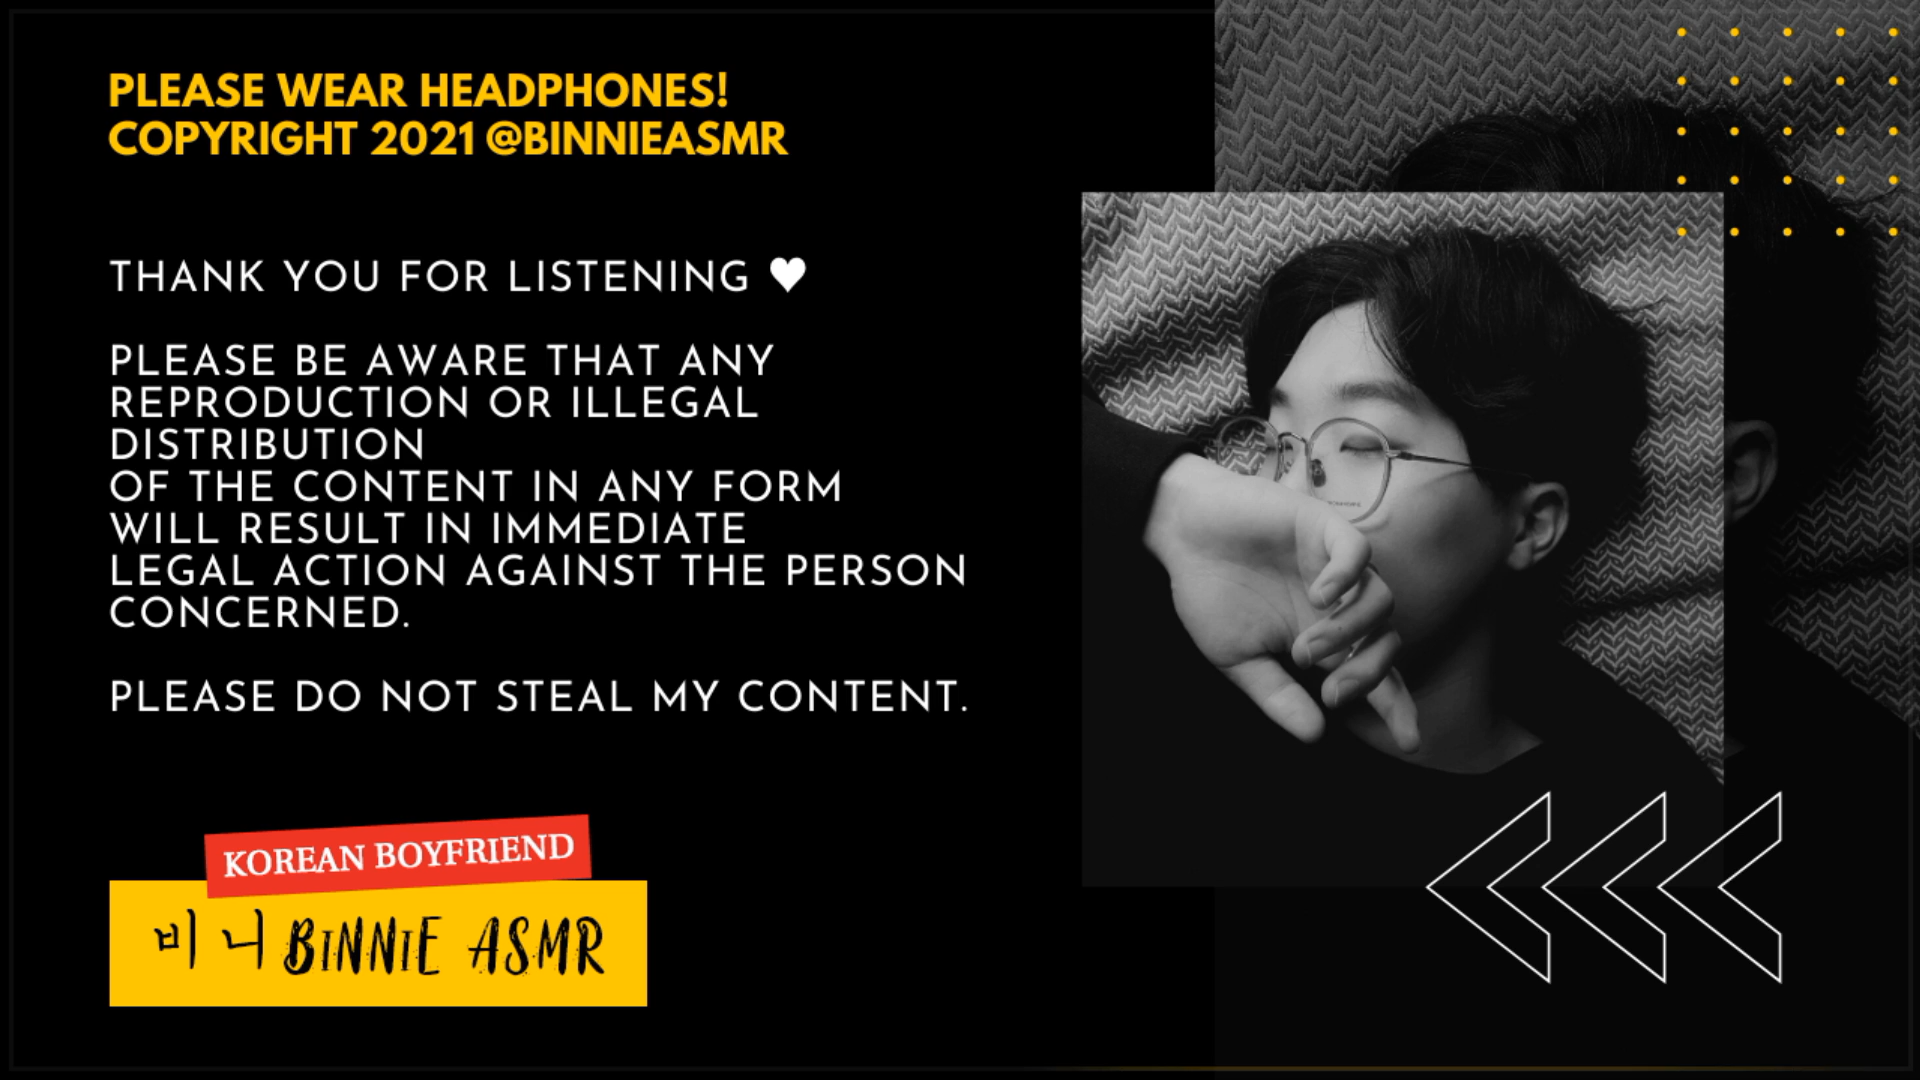 PLEASE WEAR HEADPHONES!
COPYRIGHT 2021 @BINNIEASMR
THANK YOU FOR LISTENING ♥
PLEASE BE AWARE THAT ANY
REPRODUCTION OR ILLEGAL
DISTRIBUTION
OF THE CONTENT IN ANY FORM
WILL RESULT IN IMMEDIATE
LEGAL ACTION AGAINST THE PERSON
CONCERNED.
PLEASE DO NOT STEAL MY CONTENT.
KOREAN BOYFRIEND
비니 BINNIE ASMR